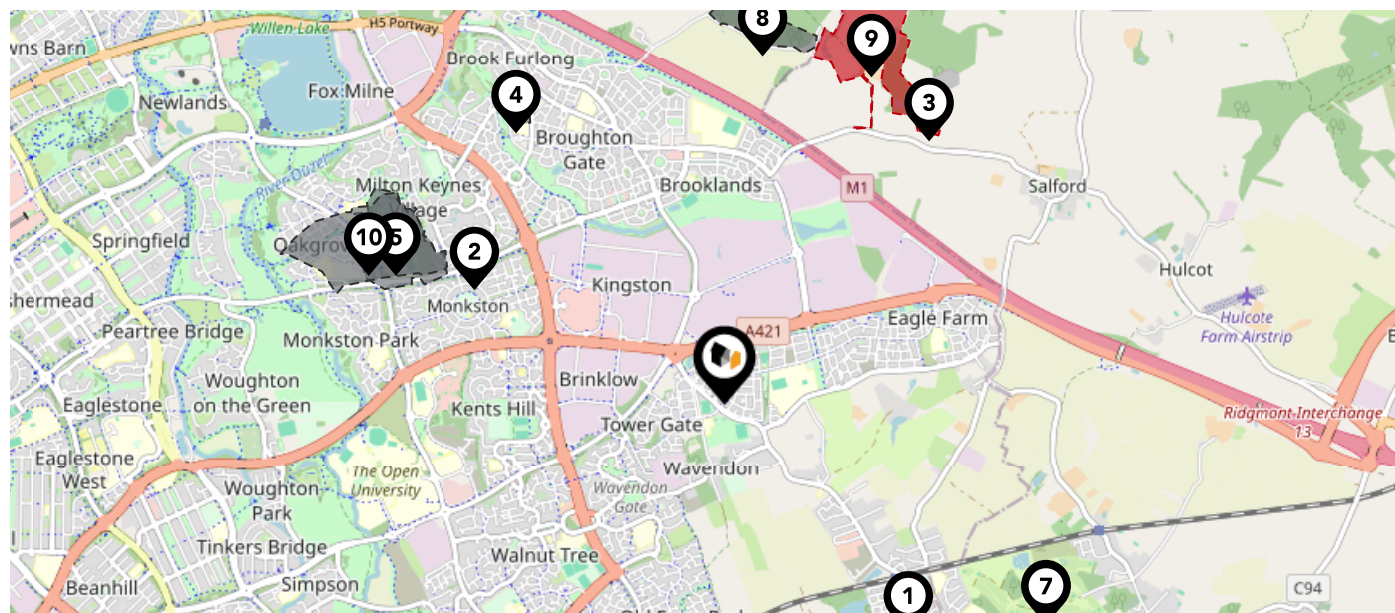 Willen Lake
H5 Portway
wns Barn
8
9
Brook Furlong
Fox Milne
4
3
Newlands
Broughton
Gate
River Ouzel
Milton Keynes
Brooklands
M1
Salford
10
5
2
Springfield
Hulcot
shermead
Monkston
Kingston
Peartree Bridge
Monkston Park
A421
Eagle Farm
Hulcote
Farm Airstrip
Woughton
on the Green
Brinklow
Eaglestone
Kents Hill
Tower Gate
Ridgmont Interchange
13
Eaglestone
West
The Open
University
Wavendon
Woughton
Park
Wavendon
Gate
Tinkers Bridge
Walnut Tree
Beanhill
Simpson
1
7
C94